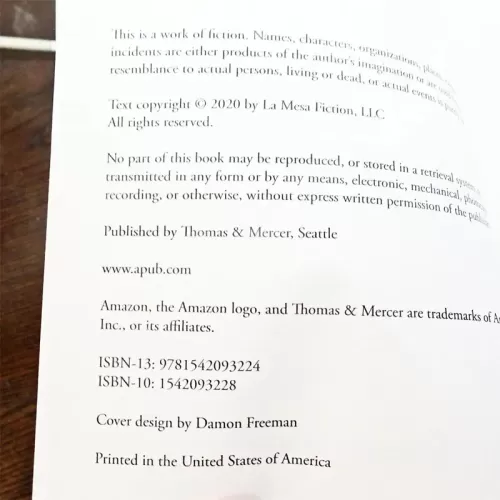 This is a work of fiction. Names, characters, organizations, places,
incidents are either products of the author's imagination or are
resemblance to actual persons, living or dead, or actual events is
Text copyright © 2020 by La Mesa Fiction, LLC
All rights reserved.
No part of this book may be reproduced, or stored in a retrieval system,
transmitted in any form or by any means, electronic, mechanical,
recording, or otherwise, without express written permission of the
Published by Thomas & Mercer, Seattle
www.apub.com
Amazon, the Amazon logo, and Thomas & Mercer are trademarks of
Inc., or its affiliates.
ISBN-13: 9781542093224
ISBN-10: 1542093228
Cover design by Damon Freeman
Printed in the United States of America